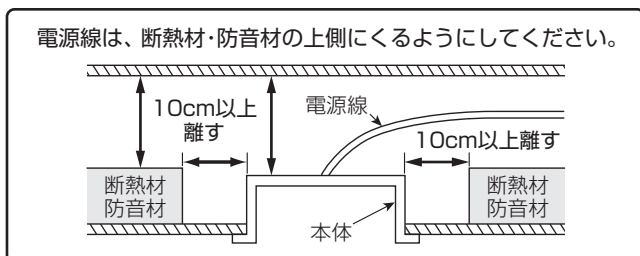 電源線は、断熱材・防音材の上側にくるようにしてください。
10cm以上
離す
電源線
10cm以上離す
断熱材
防音材
断熱材
防音材
本体